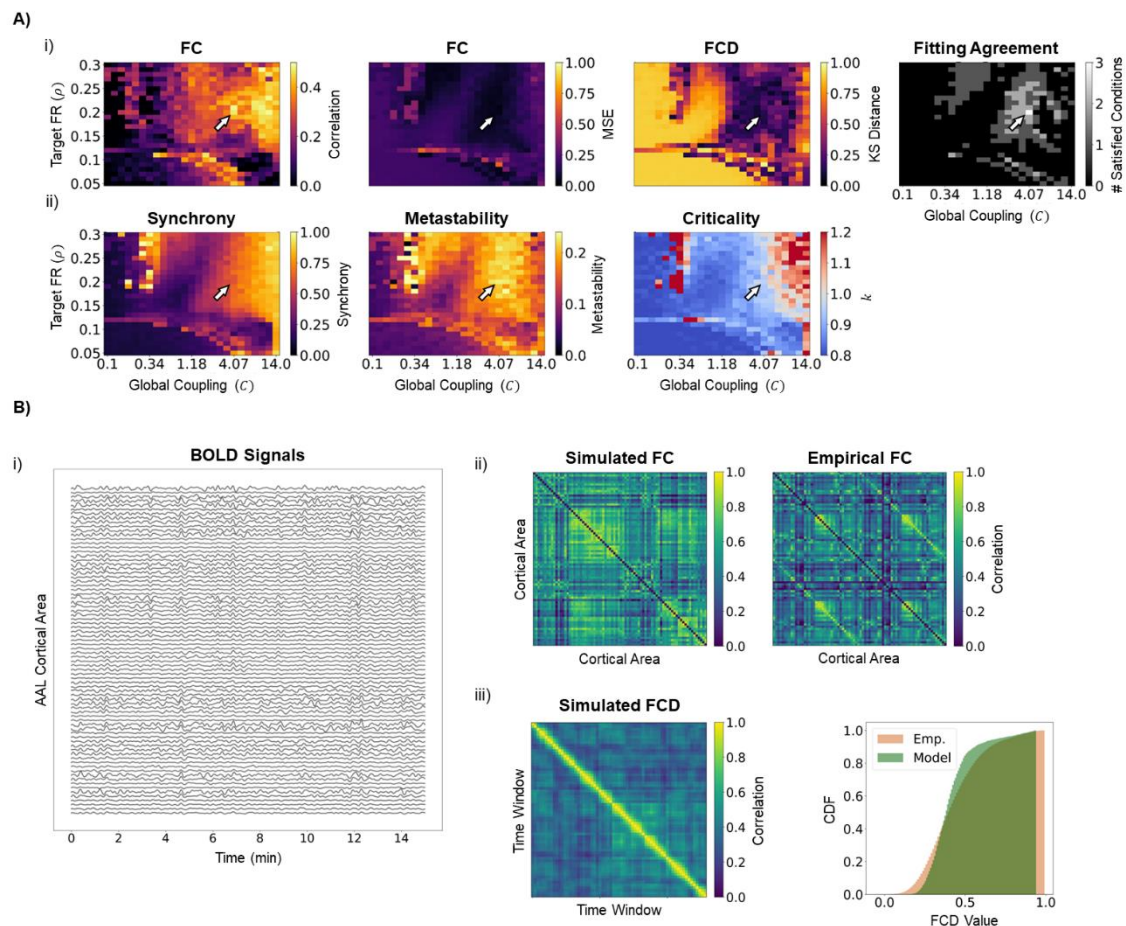 A)
i)
FC
FC
FCD
Fitting Agreement
Target FR (ρ)
0.3
0.2
0.1
0.05
0.4
0.2
0.0
Correlation
1.00
0.75
0.50
0.25
0.00
MSE
1.00
0.75
0.50
0.25
0.00
KS Distance
3
2
1
0
# Satisfied Conditions
0.1 0.34 1.18 4.07 14.0
Global Coupling (C)
ii)
Synchrony
Metastability
Criticality
Target FR (ρ)
0.3
0.2
0.1
0.05
1.00
0.75
0.50
0.25
0.00
Synchrony
0.2
0.1
0.0
Metastability
1.2
1.1
1.0
0.9
0.8
k
0.1 0.34 1.18 4.07 14.0
0.1 0.34 1.18 4.07 14.0
0.1 0.34 1.18 4.07 14.0
Global Coupling (C)
Global Coupling (C)
Global Coupling (C)
B)
i)
BOLD Signals
AAL Cortical Area
0 2 4 6 8 10 12 14
Time (min)
ii)
Simulated FC
Empirical FC
Cortical Area
1.0
0.8
0.6
0.4
0.2
0.0
Correlation
1.0
0.8
0.6
0.4
0.2
0.0
Correlation
Cortical Area
Cortical Area
iii)
Simulated FCD
Time Window
1.0
0.8
0.6
0.4
0.2
0.0
Correlation
Time Window
CDF
1.0
0.8
0.6
0.4
0.2
0.0
Emp.
Model
0.0 0.5 1.0
FCD Value